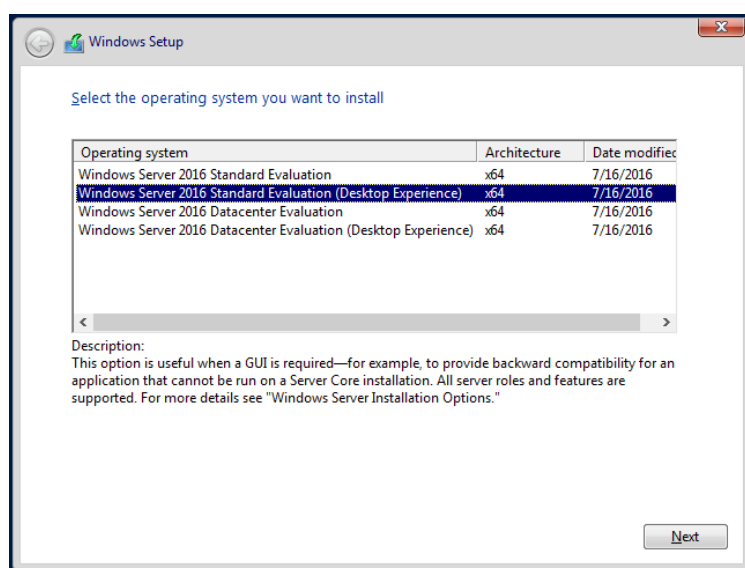 Windows Setup
Select the operating system you want to install
Operating system Architecture Date modified
Windows Server 2016 Standard Evaluation x64 7/16/2016
Windows Server 2016 Standard Evaluation (Desktop Experience) x64 7/16/2016
Windows Server 2016 Datacenter Evaluation x64 7/16/2016
Windows Server 2016 Datacenter Evaluation (Desktop Experience) x64 7/16/2016
Description:
This option is useful when a GUI is required—for example, to provide backward compatibility for an
application that cannot be run on a Server Core installation. All server roles and features are
supported. For more details see "Windows Server Installation Options."
Next